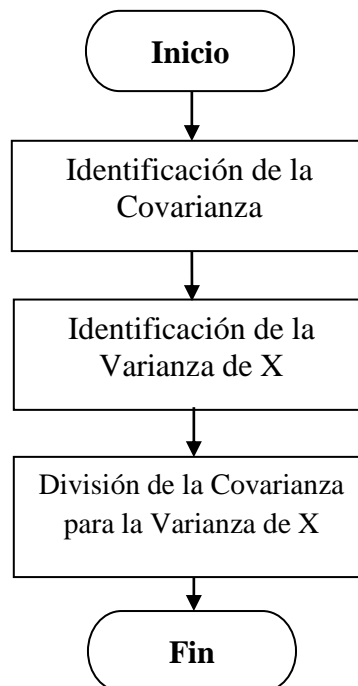 Inicio
Identificación de la
Covarianza
Identificación de la
Varianza de X
División de la Covarianza
para la Varianza de X
Fin